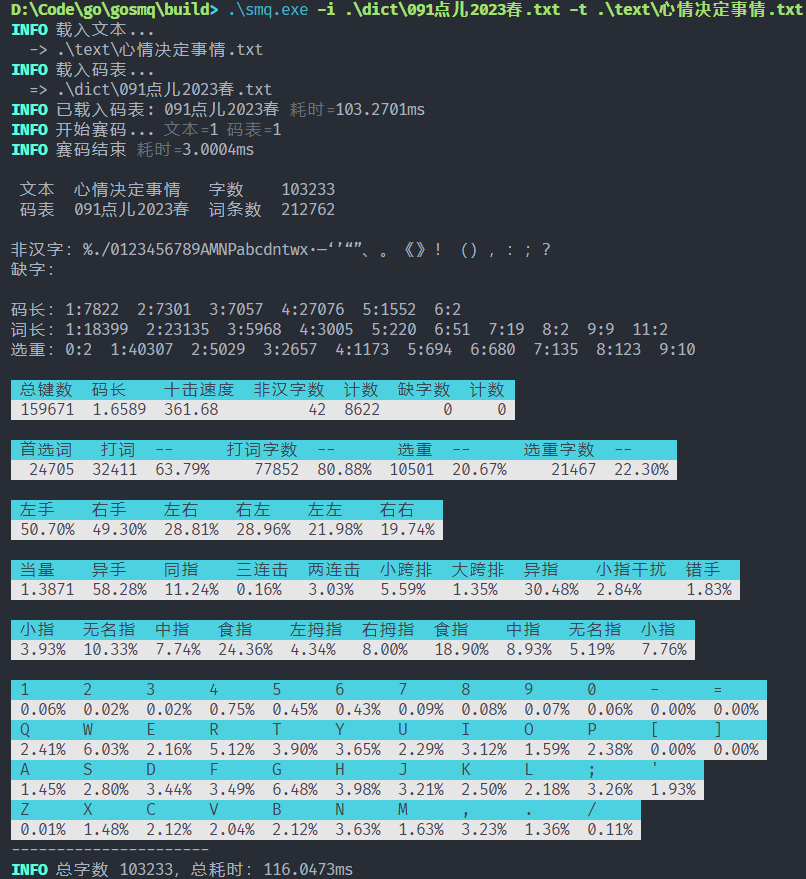 D:\Code\go\gosmq\build> .\smq.exe -i .\dict\091点儿2023春.txt -t .\text\心情决定事情.txt
INFO 载入文本...
-> .\text\心情决定事情.txt
INFO 载入码表...
=> .\dict\091点儿2023春.txt
INFO 已载入码表: 091点儿2023春 耗时=103.2701ms
INFO 开始赛码... 文本=1 码表=1
INFO 赛码结束 耗时=3.0004ms
文本 心情决定事情 字数 103233
码表 091点儿2023春 词条数 212762
非汉字: %./0123456789AMNPabcdntwx·—‘’“”、。《》！（），：；？
缺字:
码长: 1:7822 2:7301 3:7057 4:27076 5:1552 6:2
词长: 1:18399 2:23135 3:5968 4:3005 5:220 6:51 7:19 8:2 9:9 11:2
选重: 0:2 1:40307 2:5029 3:2657 4:1173 5:694 6:680 7:135 8:123 9:10
总键数 码长 十击速度 非汉字数 计数 缺字数 计数
159671 1.6589 361.68 42 8622 0 0
首选词 打词 -- 打词字数 -- 选重 -- 选重字数 --
24705 32411 63.79% 77852 80.88% 10501 20.67% 21467 22.30%
左手 右手 左右 右左 左左 右右
50.70% 49.30% 28.81% 28.96% 21.98% 19.74%
当量 异手 同指 三连击 两连击 小跨排 大跨排 异指 小指干扰 错手
1.3871 58.28% 11.24% 0.16% 3.03% 5.59% 1.35% 30.48% 2.84% 1.83%
小指 无名指 中指 食指 左拇指 右拇指 食指 中指 无名指 小指
3.93% 10.33% 7.74% 24.36% 4.34% 8.00% 18.90% 8.93% 5.19% 7.76%
1 2 3 4 5 6 7 8 9 0 - =
0.06% 0.02% 0.02% 0.75% 0.45% 0.43% 0.09% 0.08% 0.07% 0.06% 0.00% 0.00%
Q W E R T Y U I O P [ ]
2.41% 6.03% 2.16% 5.12% 3.90% 3.65% 2.29% 3.12% 1.59% 2.38% 0.00% 0.00%
A S D F G H J K L ; '
1.45% 2.80% 3.44% 3.49% 6.48% 3.98% 3.21% 2.50% 2.18% 3.26% 1.93%
Z X C V B N M , . /
0.01% 1.48% 2.12% 2.04% 2.12% 3.63% 1.63% 3.23% 1.36% 0.11%
----------------------
INFO 总字数 103233, 总耗时: 116.0473ms